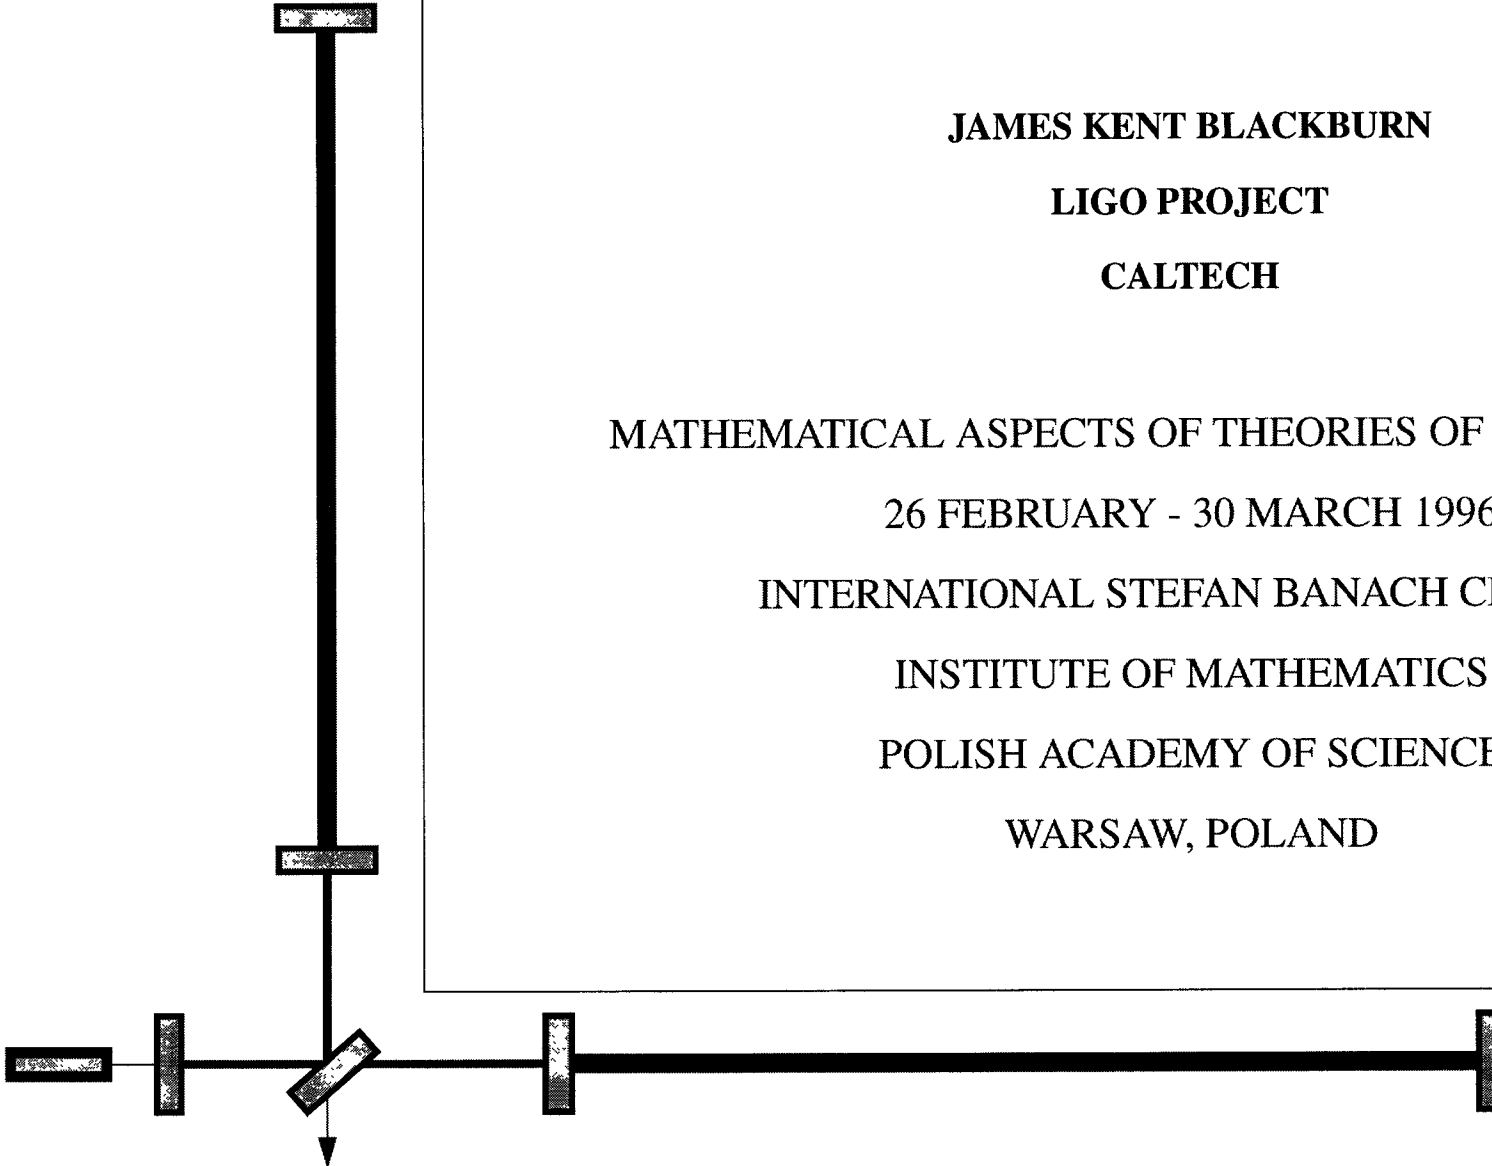 JAMES KENT BLACKBURN
LIGO PROJECT
CALTECH
MATHEMATICAL ASPECTS OF THEORIES OF
26 FEBRUARY - 30 MARCH 1996
INTERNATIONAL STEFAN BANACH
INSTITUTE OF MATHEMATICS
POLISH ACADEMY OF
WARSAW, POLAND